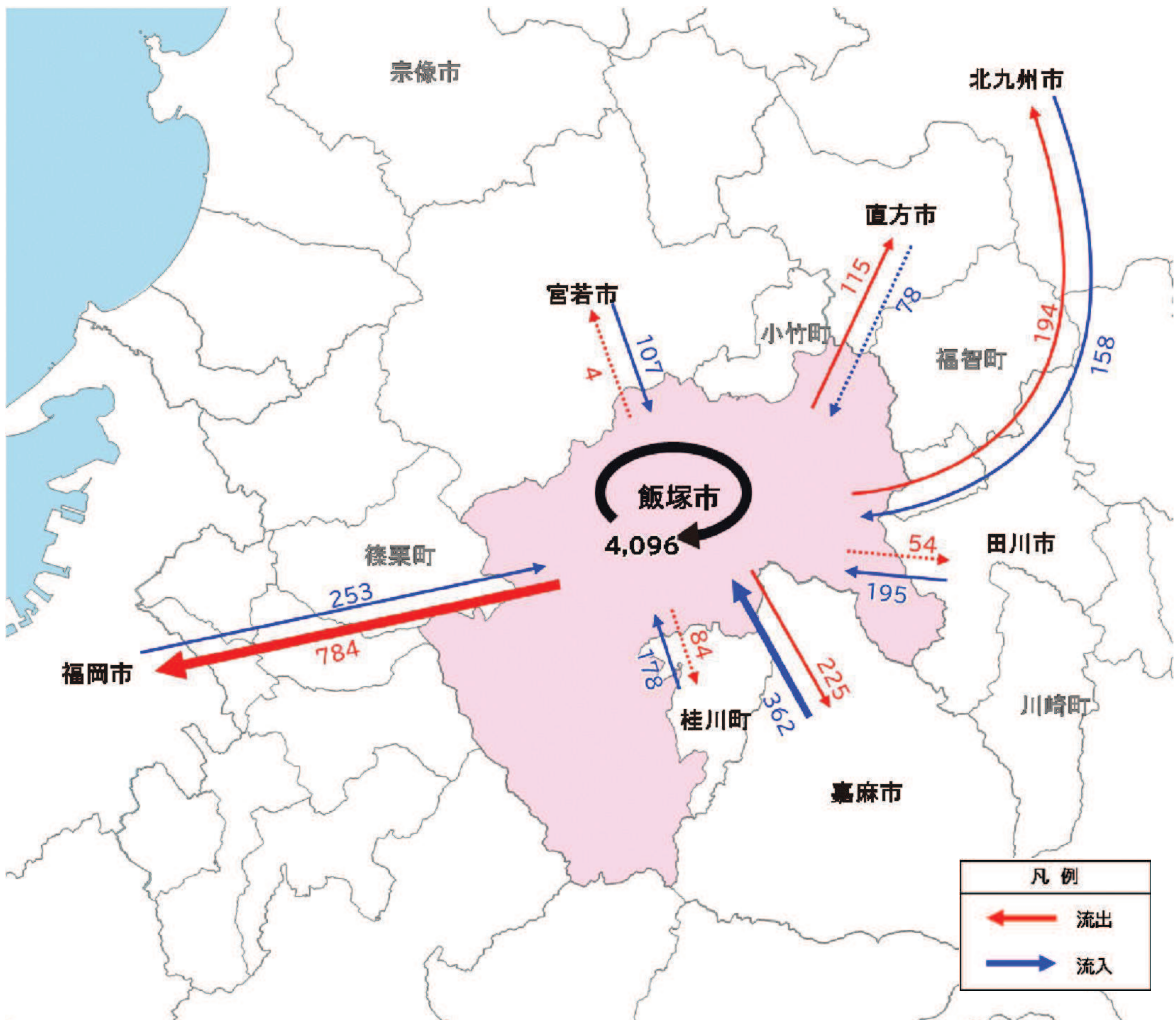 宗像市
北九州市
直方市
宮若市
115
78
小竹町
107
4
194
158
福智町
飯塚市
4,096
篠栗町
54
田川市
195
253
784
福岡市
84
178
225
362
桂川町
川崎町
嘉麻市
凡 例
流出
流入